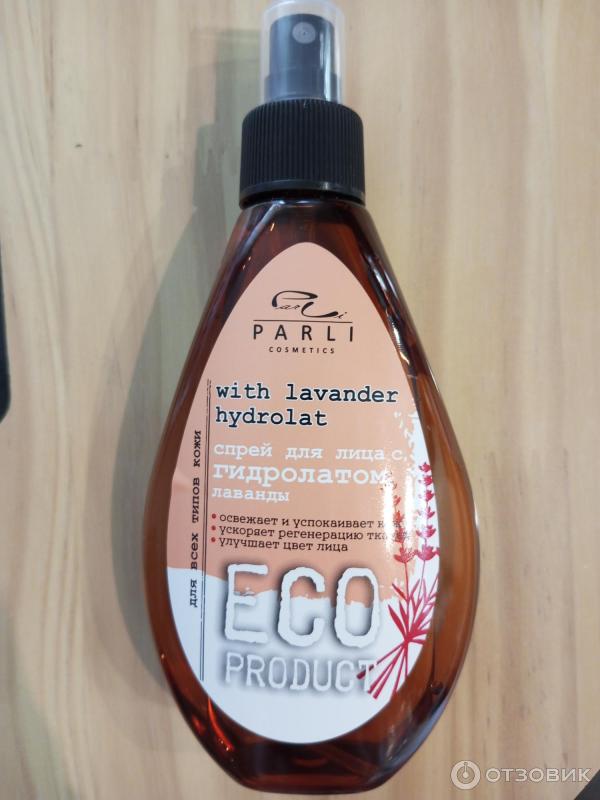 ParLi
PARLI
COSMETICS
with lavander
hydrolat
спрей для лица с
гидролатом
лаванды
• освежает и успокаивает
• ускоряет регенерацию
• улучшает цвет лица
для всех типов кожи
ECO
PRODUCT
ОТЗОВИК